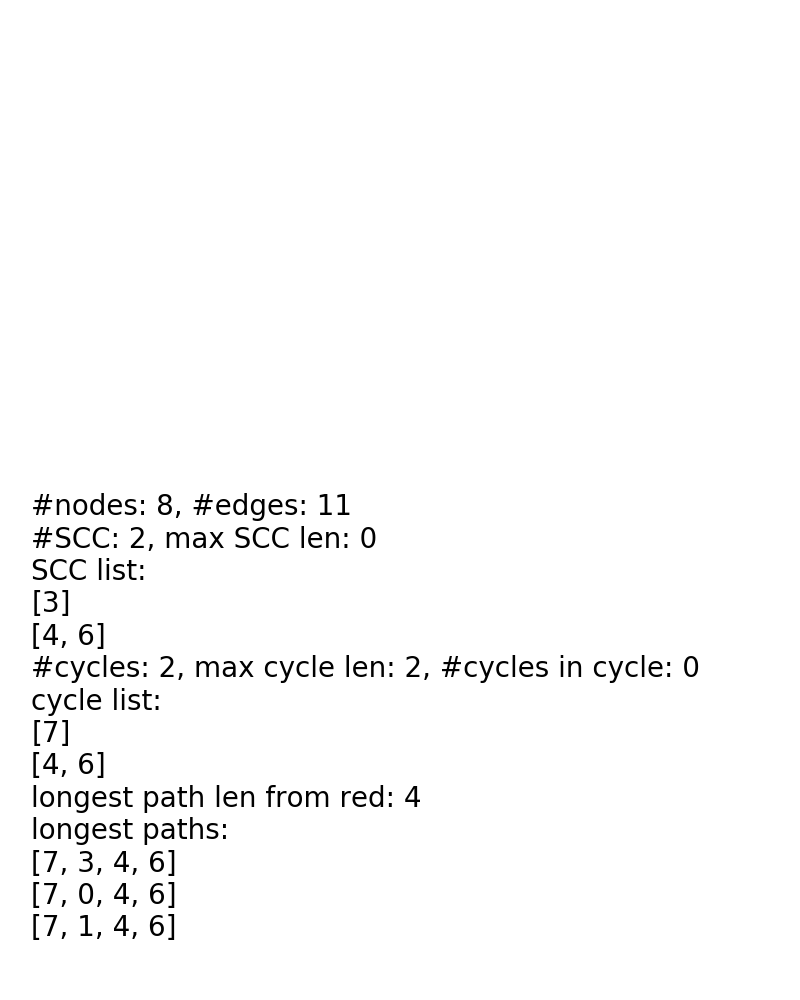 #nodes: 8, #edges: 11
#SCC: 2, max SCC len: 0
SCC list:
[3]
[4, 6]
#cycles: 2, max cycle len: 2, #cycles in cycle: 0
cycle list:
[7]
[4, 6]
longest path len from red: 4
longest paths:
[7, 3, 4, 6]
[7, 0, 4, 6]
[7, 1, 4, 6]